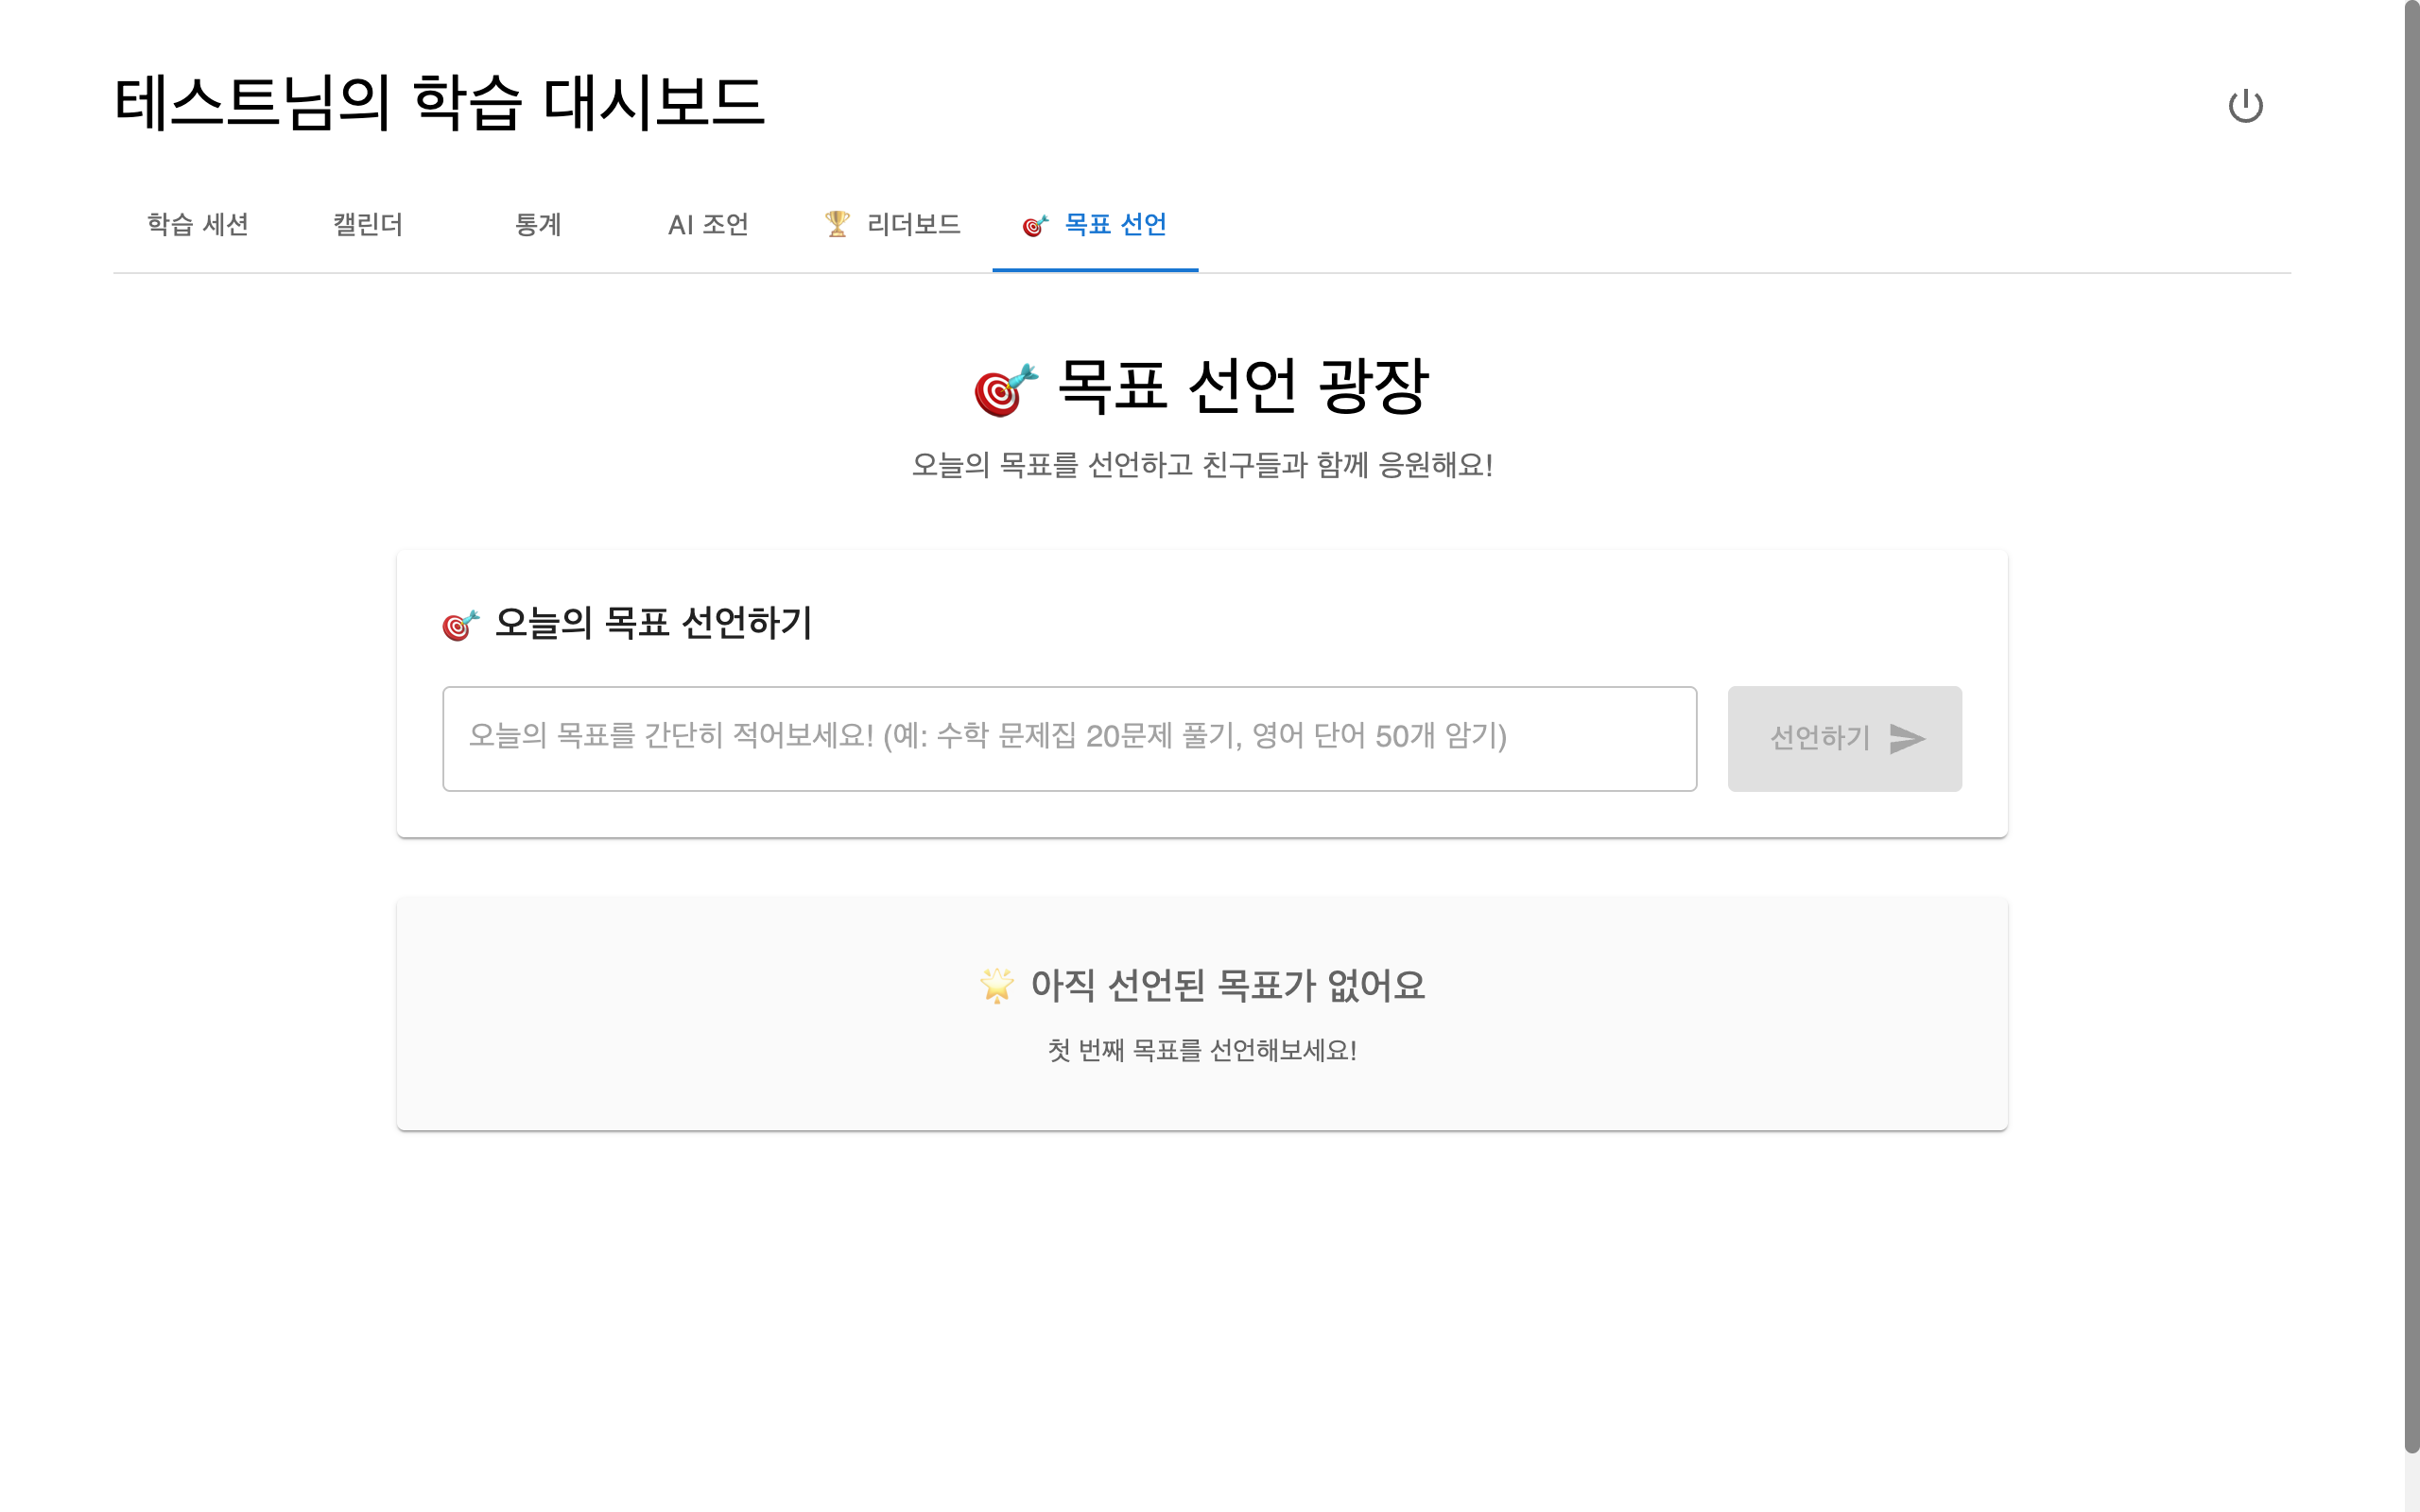 테스트님의 학습 대시보드
학습 세션 캘린더 통계 AI 조언 🏆 리더보드 🎯 목표 선언
🎯 목표 선언 광장
오늘의 목표를 선언하고 친구들과 함께 응원해요!
🎯 오늘의 목표 선언하기
오늘의 목표를 간단히 적어보세요! (예: 수학 문제집 20문제 풀기, 영어 단어 50개 암기) 선언하기
🌟 아직 선언된 목표가 없어요
첫 번째 목표를 선언해보세요!